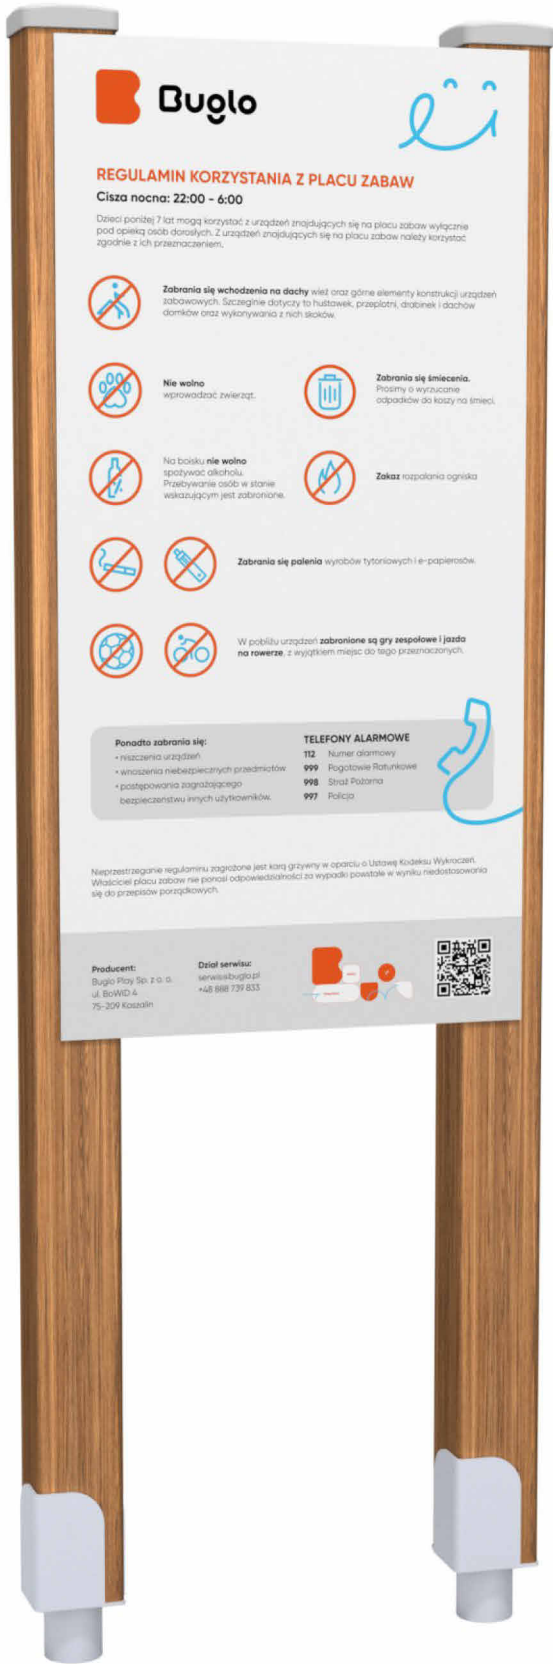 Buglo
REGULAMIN KORZYSTANIA Z PLACU ZABAW
Cisza nocna: 22:00 - 6:00
Dzieci poniżej 7 lat mogą korzystać z urządzeń znajdujących się na placu zabaw wyłącznie
pod opieką osób dorosłych. Z urządzeń znajdujących się na placu zabaw należy korzystać
zgodnie z ich przeznaczeniem.
Zabrania się wchodzenia na dachy wież oraz górne elementy konstrukcji urządzeń
zabawowych. Szczególnie dotyczy to huśtawek, przeplotni, drabinek i dachów
domków oraz wykonywania z nich skoków.
Nie wolno
wprowadzać zwierząt.
Zabrania się śmiecenia.
Prosimy o wyrzucanie
odpadków do koszy na śmieci.
Na boisku nie wolno
spożywać alkoholu.
Przebywanie osób w stanie
wskazującym jest zabronione.
Zakaz rozpalania ogniska
Zabrania się palenia wyrobów tytoniowych i e-papierosów.
W pobliżu urządzeń zabronione są gry zespołowe i jazda
na rowerze, z wyjątkiem miejsc do tego przeznaczonych.
Ponadto zabrania się:
• niszczenia urządzeń
• wnoszenia niebezpiecznych przedmiotów
• postępowania zagrażającego
bezpieczeństwu innych użytkowników.
TELEFONY ALARMOWE
112 Numer alarmowy
999 Pogotowie Ratunkowe
998 Straż Pożarna
997 Policja
Nieprzestrzeganie regulaminu zagrożone jest karą grzywny w oparciu o Ustawę Kodeksu Wykroczeń.
Właściciel placu zabaw nie ponosi odpowiedzialności za wypadki powstałe w wyniku niedostosowania
się do przepisów porządkowych.
Producent:
Buglo Play Sp. z o. o.
ul. BoWiD 4
75-209 Koszalin
Dział serwisu:
serwis@buglo.pl
+48 888 739 833